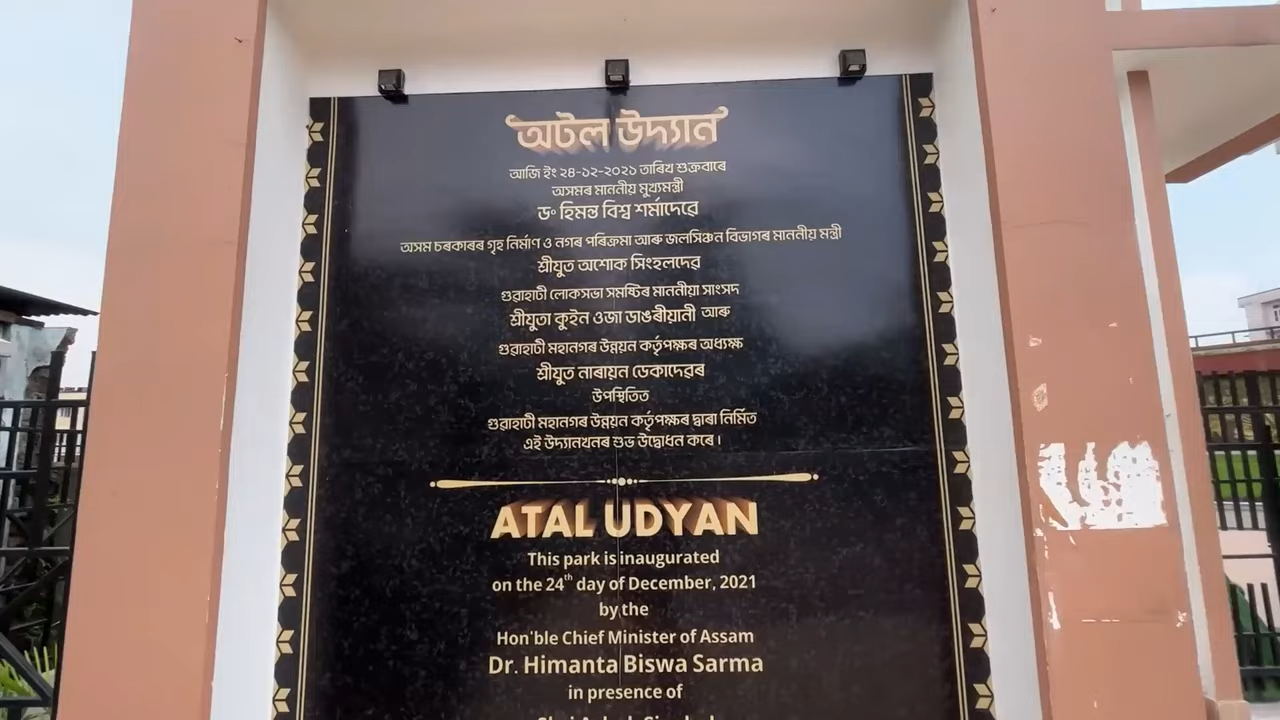 অটল উদ্যান
আজি ইং ২৪-১২-২০২১ তাৰিখ শুক্ৰবাৰে
অসমৰ মাননীয় মুখ্যমন্ত্ৰী
ড° হিমন্ত বিশ্ব শৰ্মাদেৱে
অসম চৰকাৰৰ গৃহ নিৰ্মাণ ও নগৰ পৰিক্ৰমা আৰু জলসিঞ্চন বিভাগৰ মাননীয় মন্ত্ৰী
শ্ৰীযুত অশোক সিংহলদেৱ
গুৱাহাটী লোকসভা সমষ্টিৰ মাননীয়া সাংসদ
শ্ৰীযুতা কুইন ওজা ডাঙৰীয়ানী আৰু
গুৱাহাটী মহানগৰ উন্নয়ন কৰ্তৃপক্ষৰ অধ্যক্ষ
শ্ৰীযুত নাৰায়ন ডেকাদেৱৰ
উপস্থিতিত
গুৱাহাটী মহানগৰ উন্নয়ন কৰ্তৃপক্ষৰ দ্বাৰা নিৰ্মিত
এই উদ্যানখনৰ শুভ উদ্বোধন কৰে ।
ATAL UDYAN
This park is inaugurated
on the 24th day of December, 2021
by the
Hon'ble Chief Minister of Assam
Dr. Himanta Biswa Sarma
in presence of